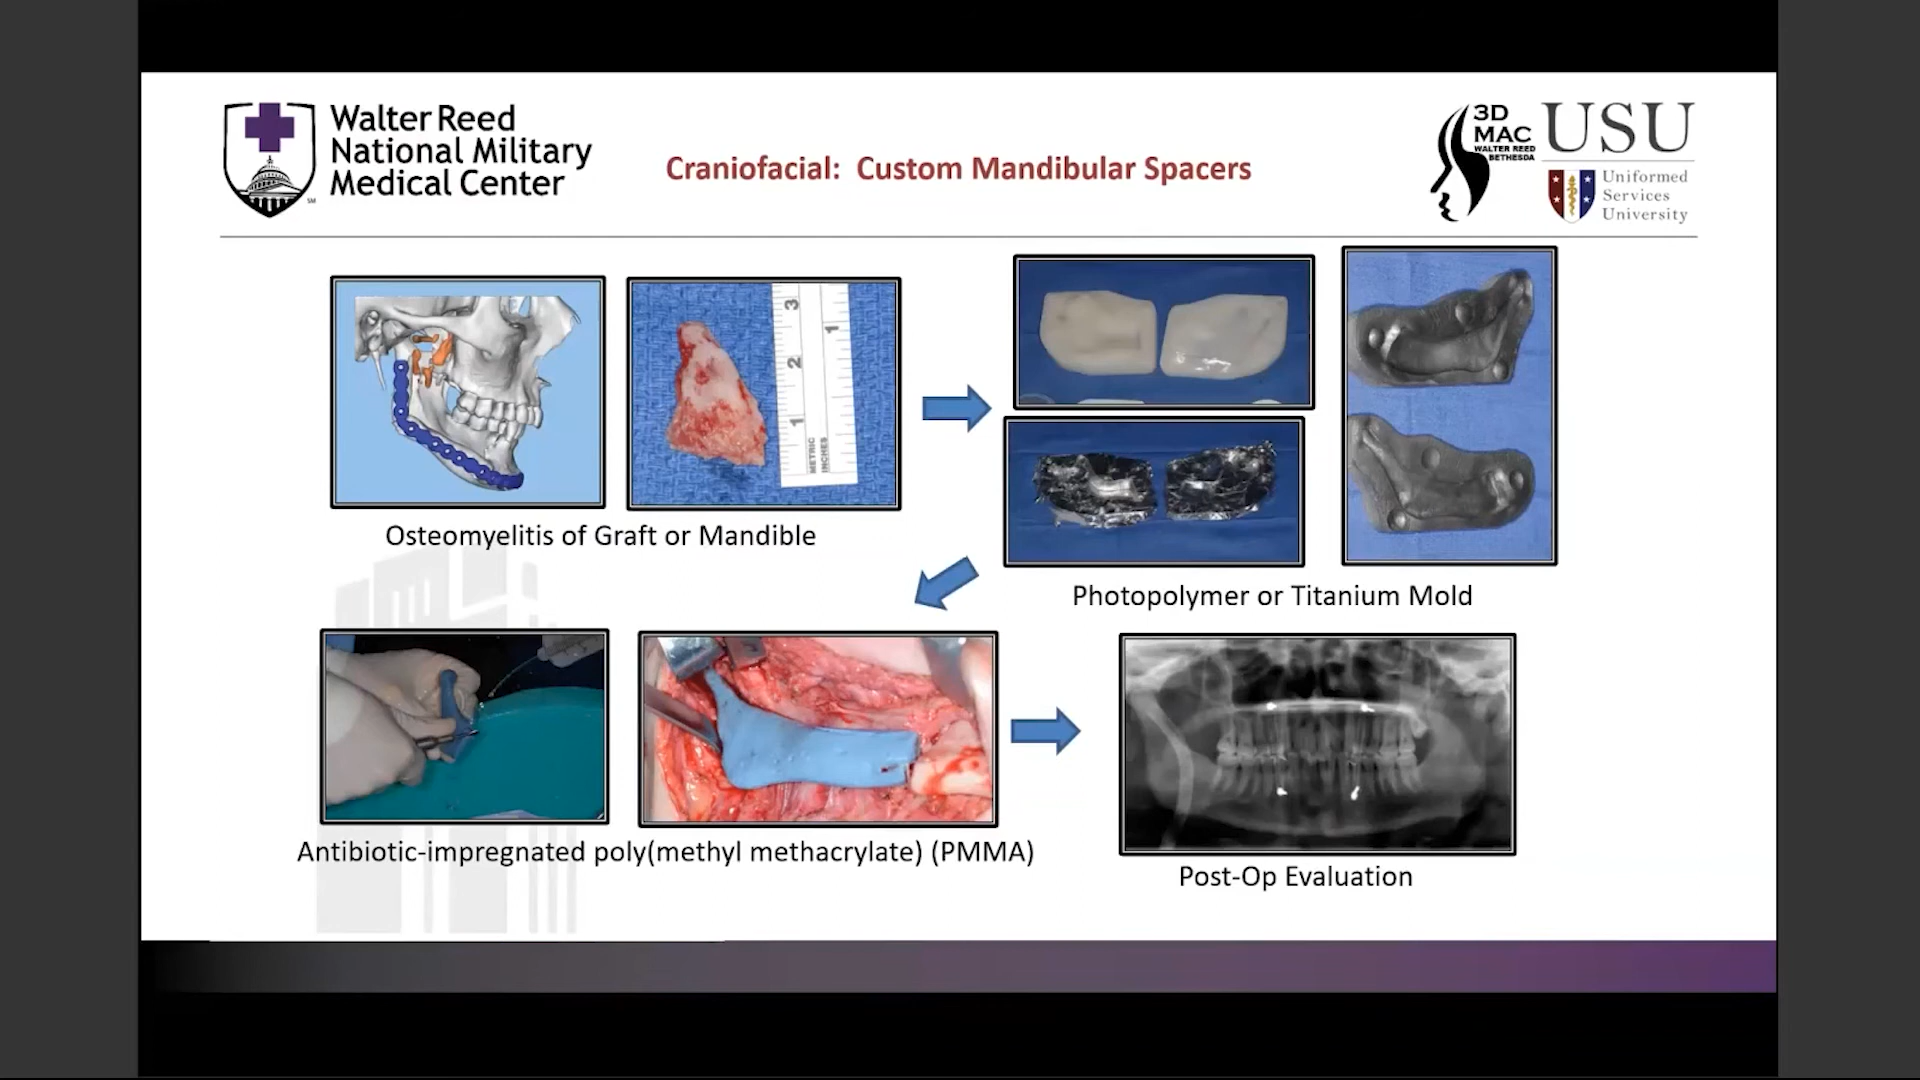 Walter Reed
National Military
Medical Center
SM
Craniofacial:  Custom Mandibular Spacers
3D
MAC
WALTER REED
BETHESDA
USU
Uniformed
Services
University
3
2
1
1
METRIC
INCHES
Osteomyelitis of Graft or Mandible
Photopolymer or Titanium Mold
Antibiotic-impregnated poly(methyl methacrylate) (PMMA)
Post-Op Evaluation